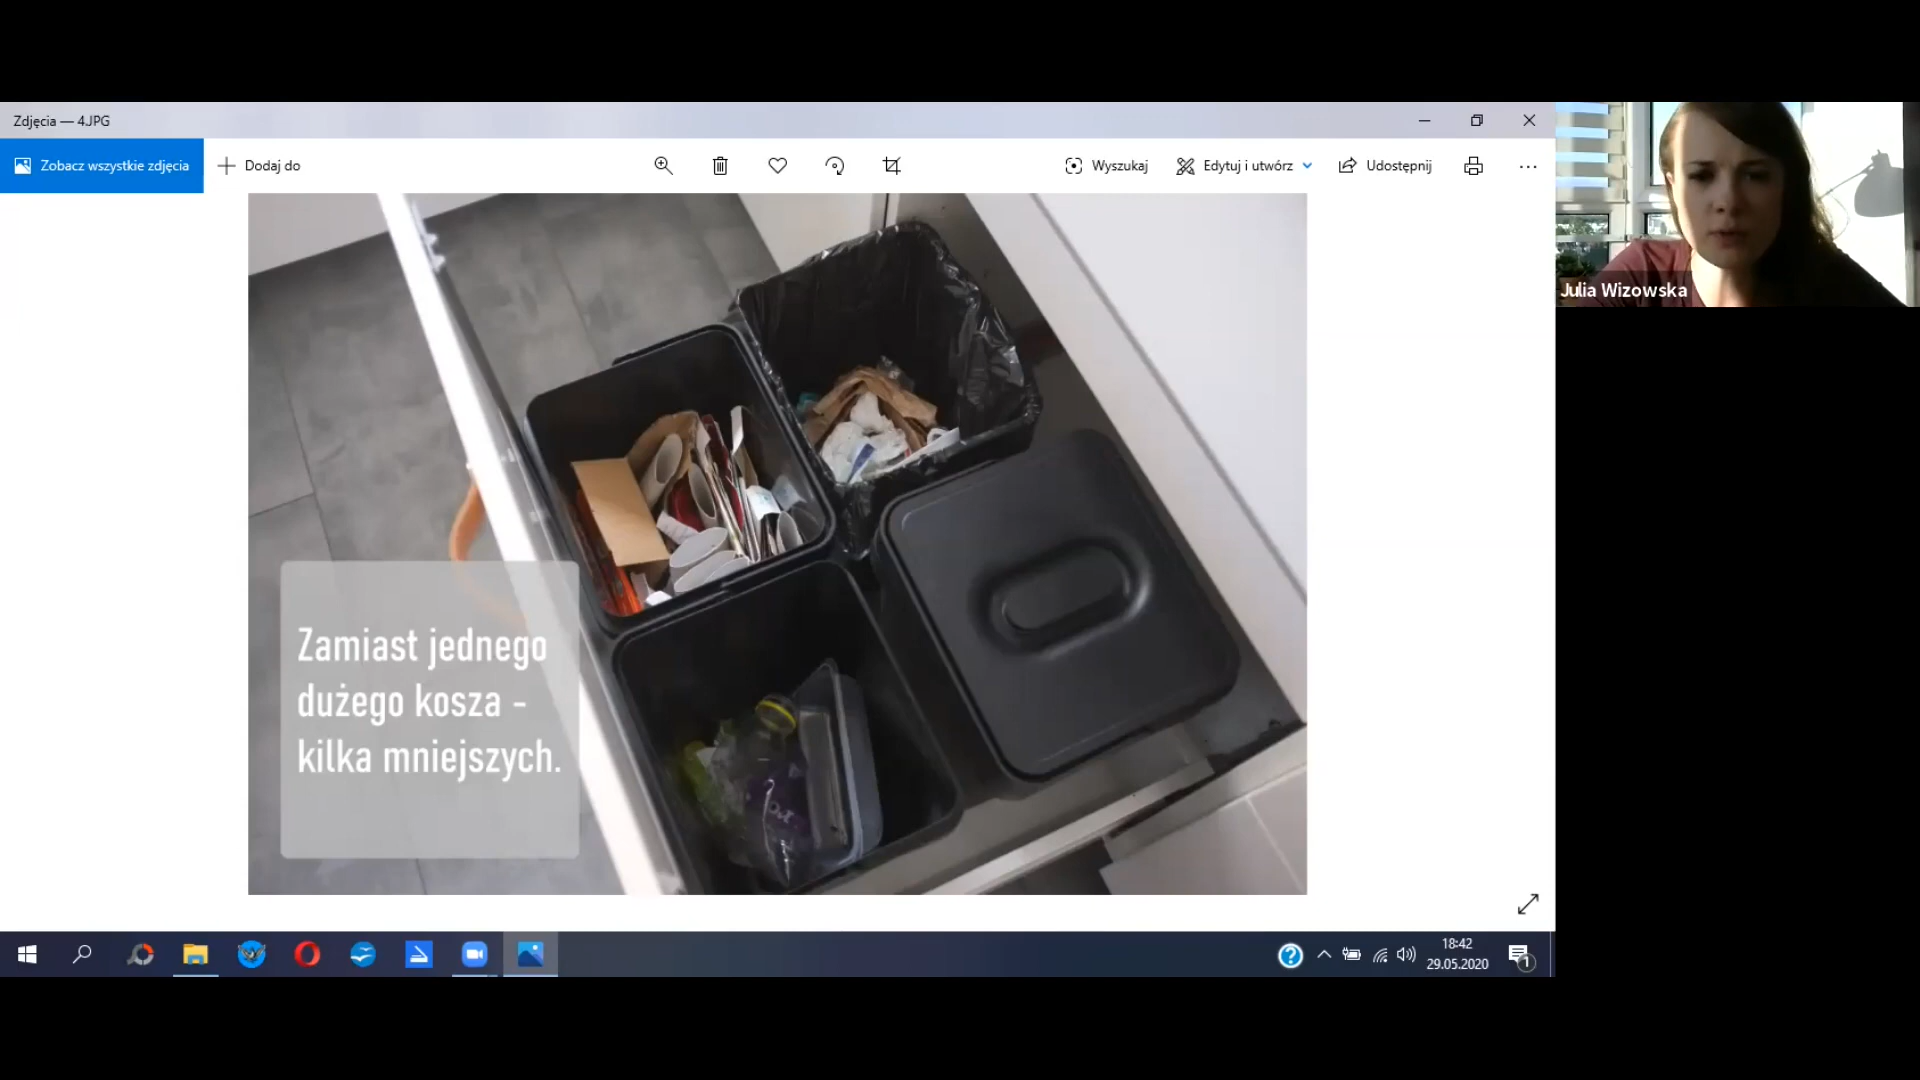 Zdjęcia — 4.JPG
Zobacz wszystkie zdjęcia
Dodaj do
Wyszukaj
Edytuj i utwórz
Udostępnij
Julia Wizowska
Zamiast jednego
dużego kosza -
kilka mniejszych.
18:42
29.05.2020
1